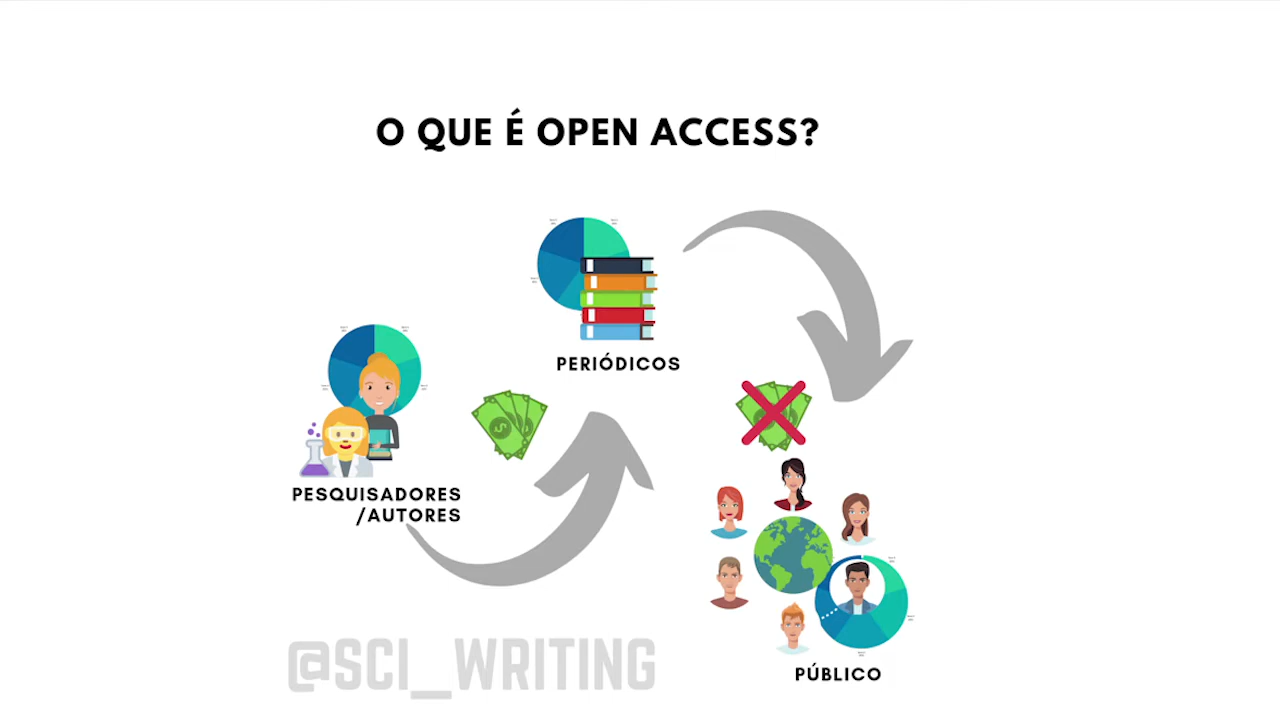 O QUE É OPEN ACCESS?
PERIÓDICOS
PESQUISADORES
/AUTORES
PÚBLICO
@SCI_WRITING